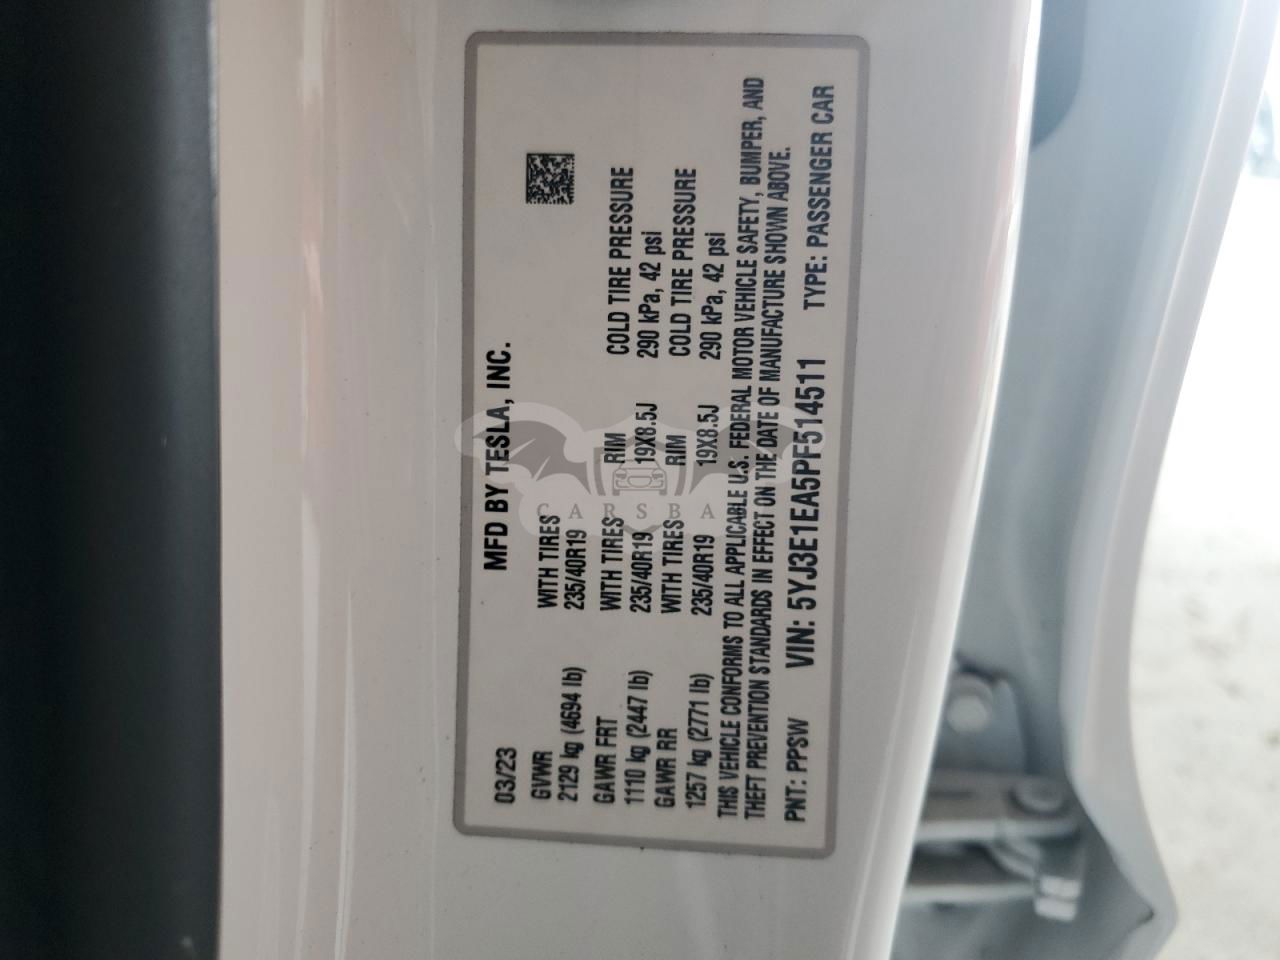 03/23 MFD BY TESLA, INC.
GVWR WITH TIRES
2129 kg (4694 lb) 235/40R19
GAWR FRT WITH TIRES RIM COLD TIRE PRESSURE
1110 kg (2447 lb) 235/40R19 19X8.5J 290 kPa, 42 psi
GAWR RR WITH TIRES RIM COLD TIRE PRESSURE
1257 kg (2771 lb) 235/40R19 19X8.5J 290 kPa, 42 psi
THIS VEHICLE CONFORMS TO ALL APPLICABLE U.S. FEDERAL MOTOR VEHICLE SAFETY, BUMPER, AND
THEFT PREVENTION STANDARDS IN EFFECT ON THE DATE OF MANUFACTURE SHOWN ABOVE.
PNT: PPSW VIN: 5YJ3E1EA5PF514511 TYPE: PASSENGER CAR